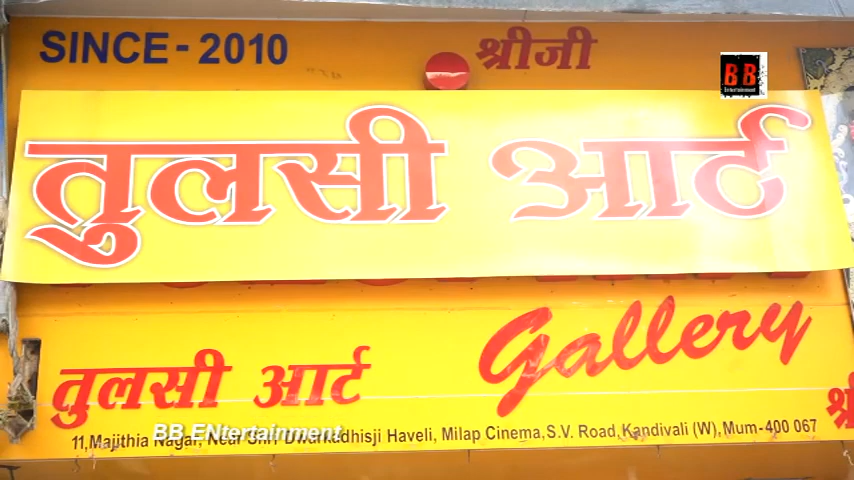 SINCE - 2010
श्रीजी
BB
Entertainment
तुलसी आर्ट
Gallery
तुलसी आर्ट
श्री
11, Majithia Nagar, Near Shri Dwarkadhisji Haveli, Milap Cinema, S.V. Road, Kandivali (W), Mum-400 067
BB ENtertainment